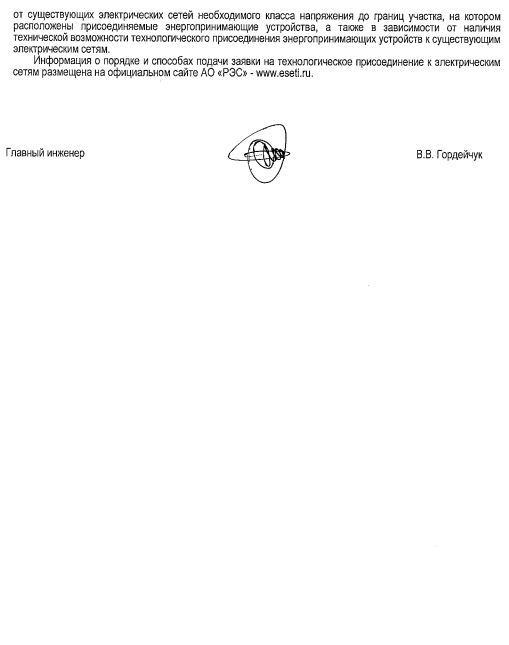 от существующих электрических сетей необходимого класса напряжения до границ участка, на котором
расположены присоединяемые энергопринимающие устройства, а также в зависимости от наличия
технической возможности технологического присоединения энергопринимающих устройств к существующим
электрическим сетям.
Информация о порядке и способах подачи заявки на технологическое присоединение к электрическим
сетям размещена на официальном сайте АО «РЭС» - www.eseti.ru.
Главный инженер
В.В. Гордейчук